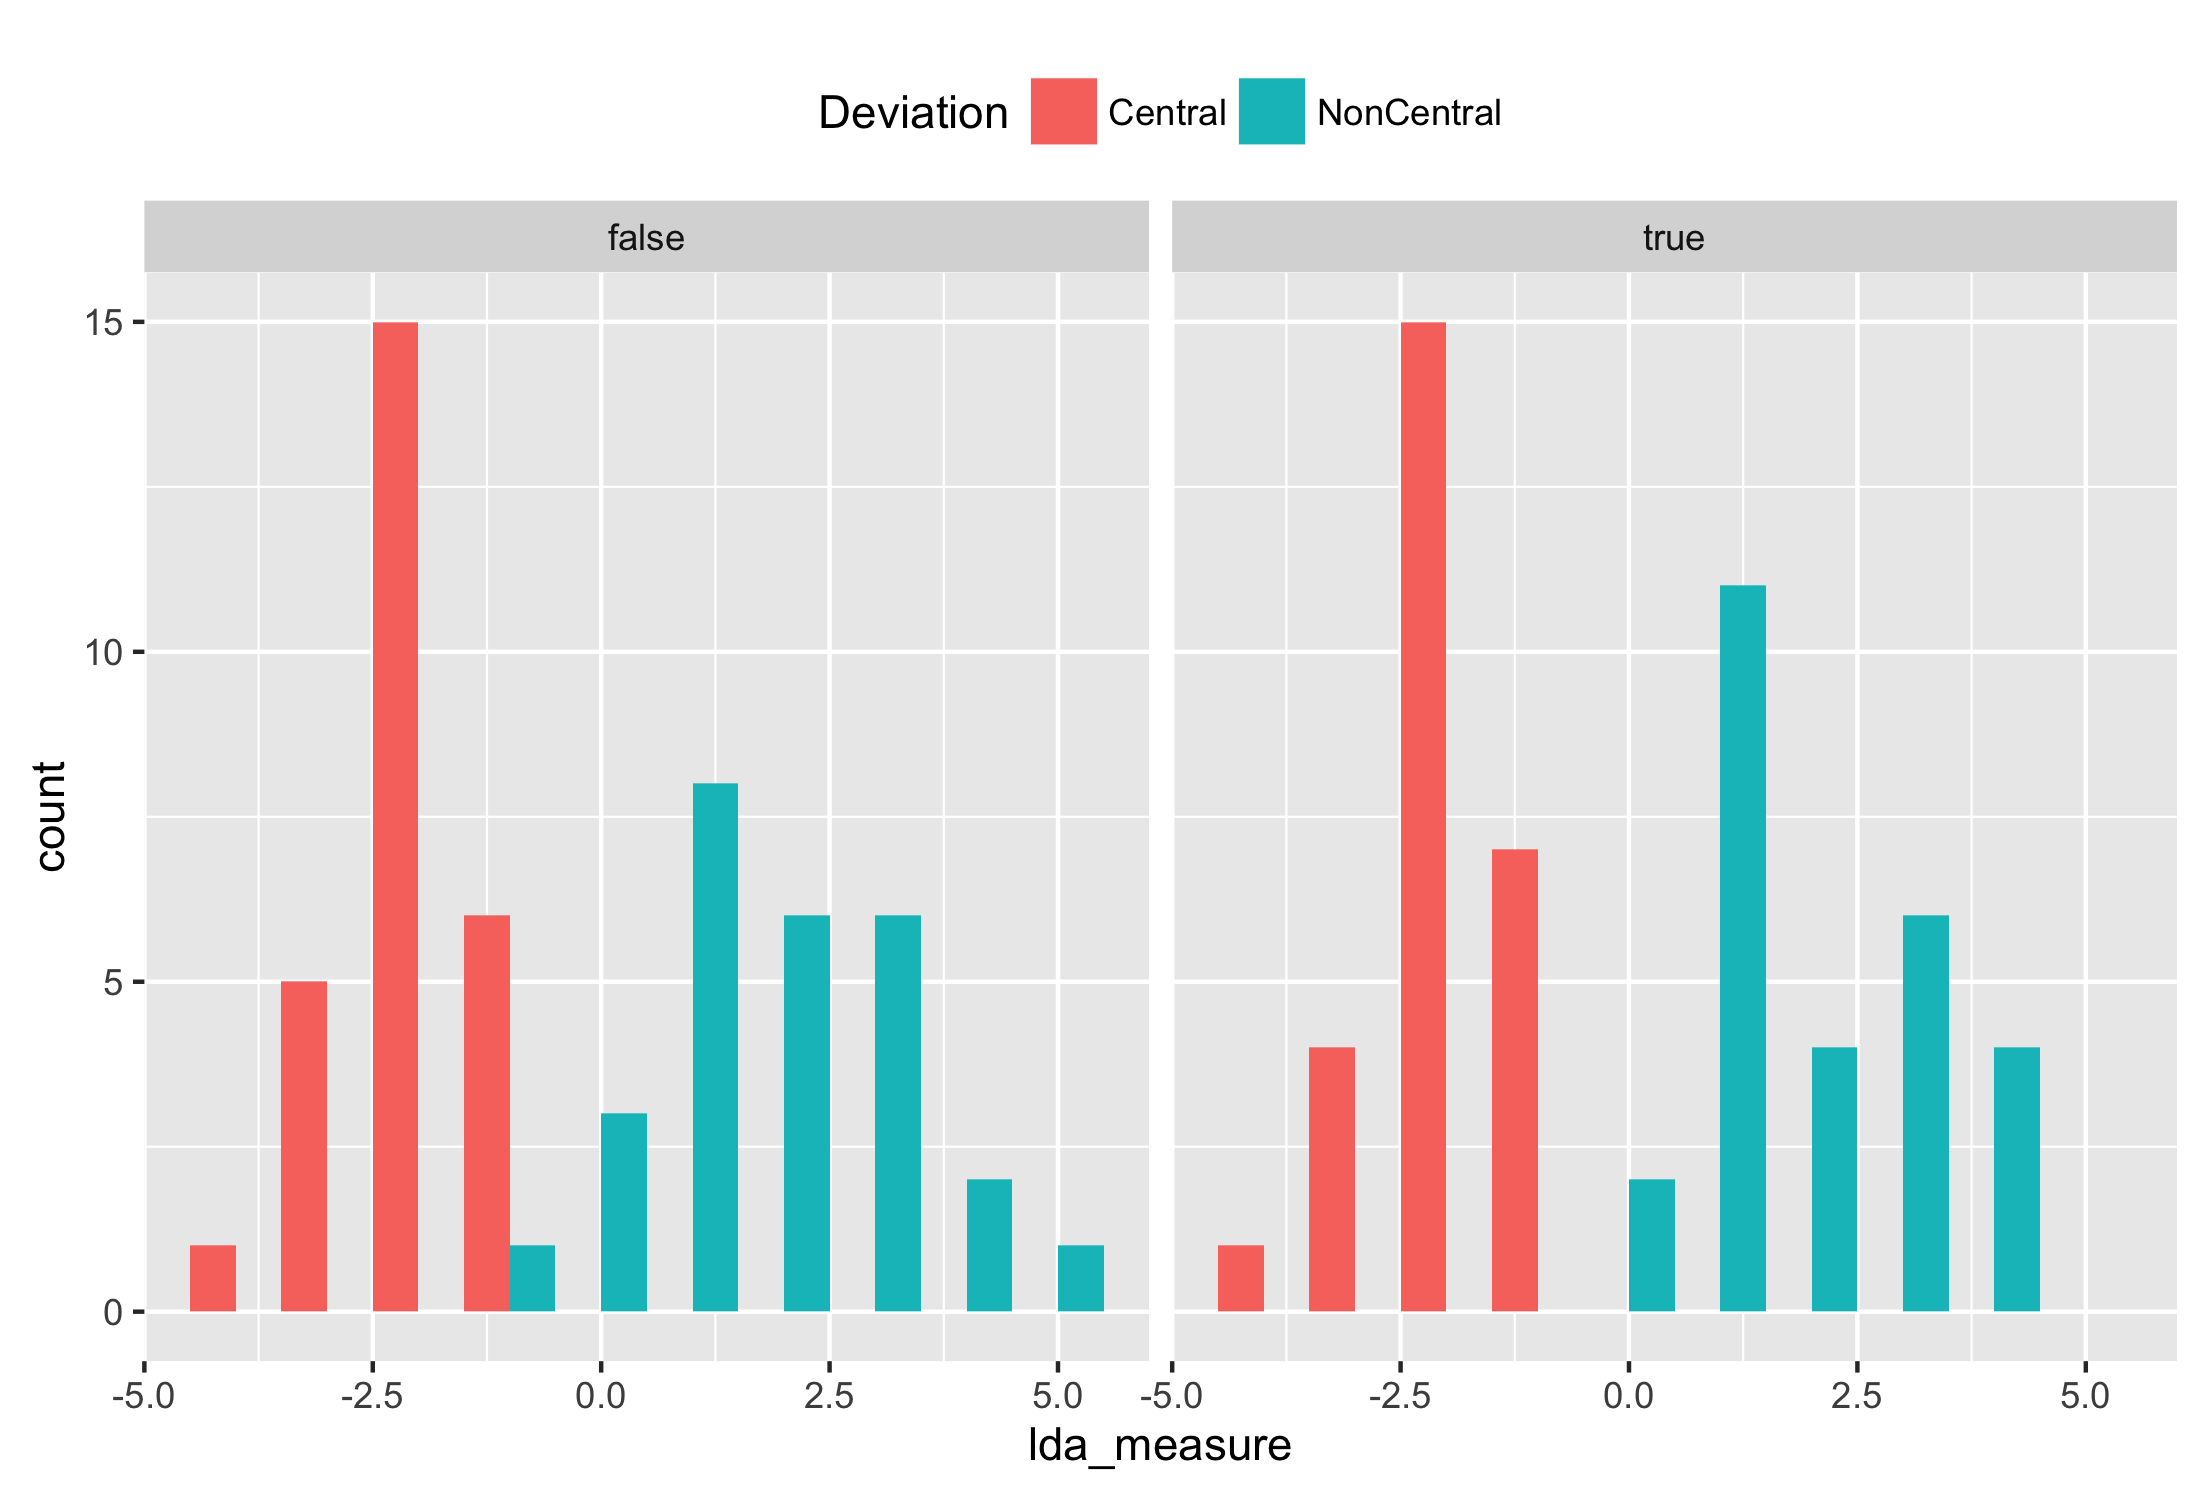 Deviation Central NonCentral
false true
15
10
5
0
count
-5.0 -2.5 0.0 2.5 5.0 -5.0 -2.5 0.0 2.5 5.0
lda_measure